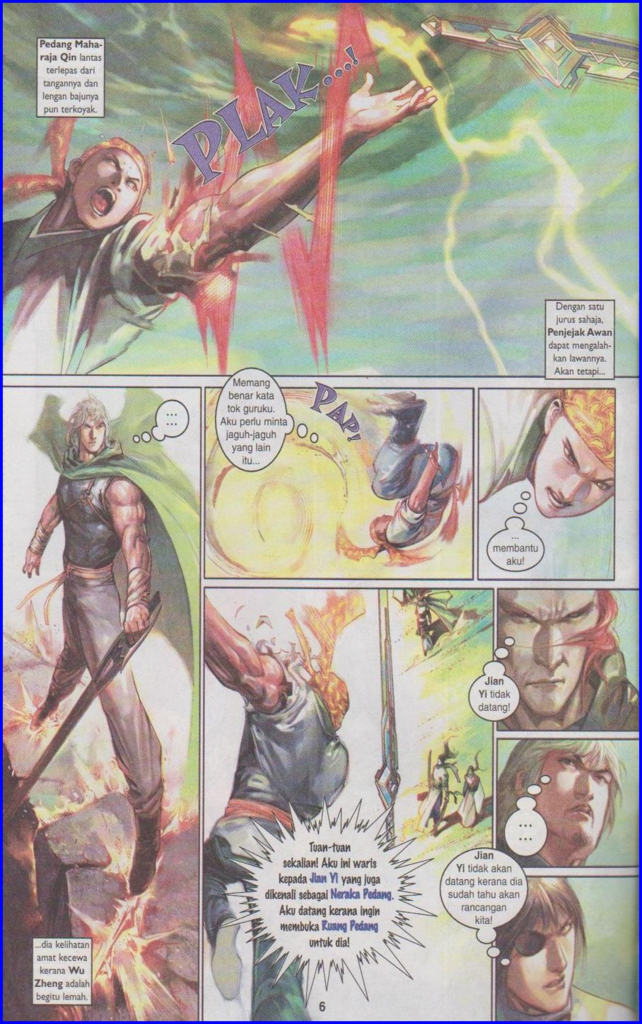 Pedang Maha-
raja Qin lantas
terlepas dari
tangannya dan
lengan bajunya
pun terkoyak.
PLAK...!
Dengan satu
jurus sahaja,
Penjejak Awan
dapat mengalah-
kan lawannya.
Akan tetapi...
...
...
...dia kelihatan
amat kecewa
kerana Wu
Zheng adalah
begitu lemah.
Memang
benar kata
tok guruku.
Aku perlu minta
jaguh-jaguh
yang lain
itu...
PAP!
...
membantu
aku!
Tuan-tuan
sekalian! Aku ini waris
kepada Jian Yi yang juga
dikenali sebagai Neraka Pedang.
Aku datang kerana ingin
membuka Ruang Pedang
untuk dia!
Jian
Yi tidak
datang!
...
...
Jian
Yi tidak akan
datang kerana dia
sudah tahu akan
rancangan
kita!
6